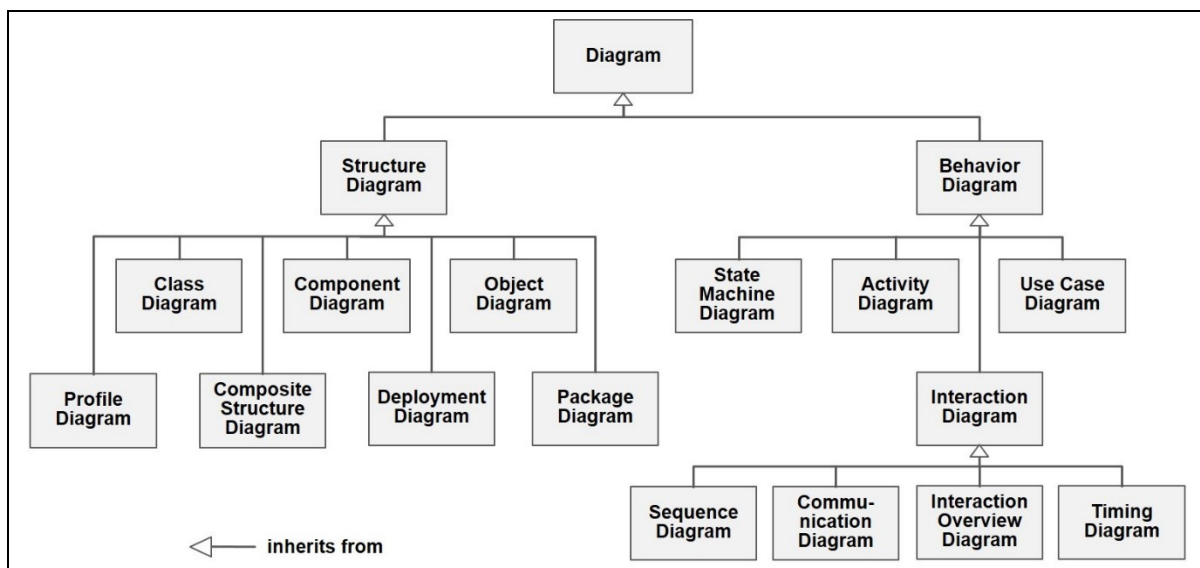 Diagram
Structure
Diagram
Behavior
Diagram
Class
Diagram
Component
Diagram
Object
Diagram
State
Machine
Diagram
Activity
Diagram
Use Case
Diagram
Profile
Diagram
Composite
Structure
Diagram
Deployment
Diagram
Package
Diagram
Interaction
Diagram
Sequence
Diagram
Commu-
nication
Diagram
Interaction
Overview
Diagram
Timing
Diagram
inherits from